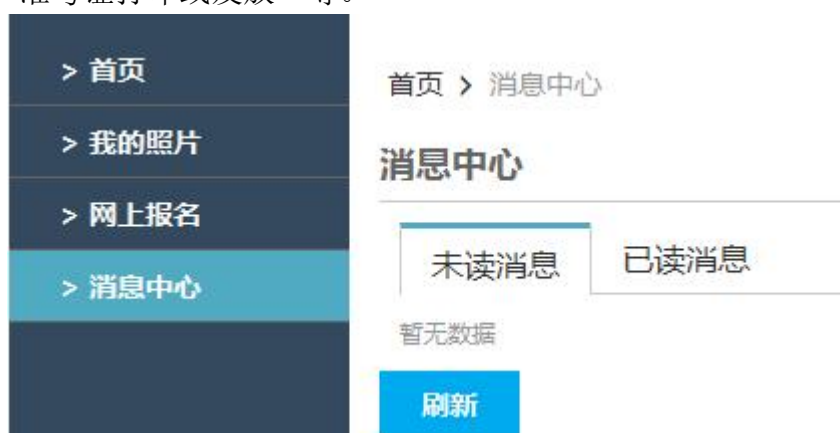 > 首页
> 我的照片
> 网上报名
> 消息中心
首页 > 消息中心
消息中心
未读消息 已读消息
暂无数据
刷新